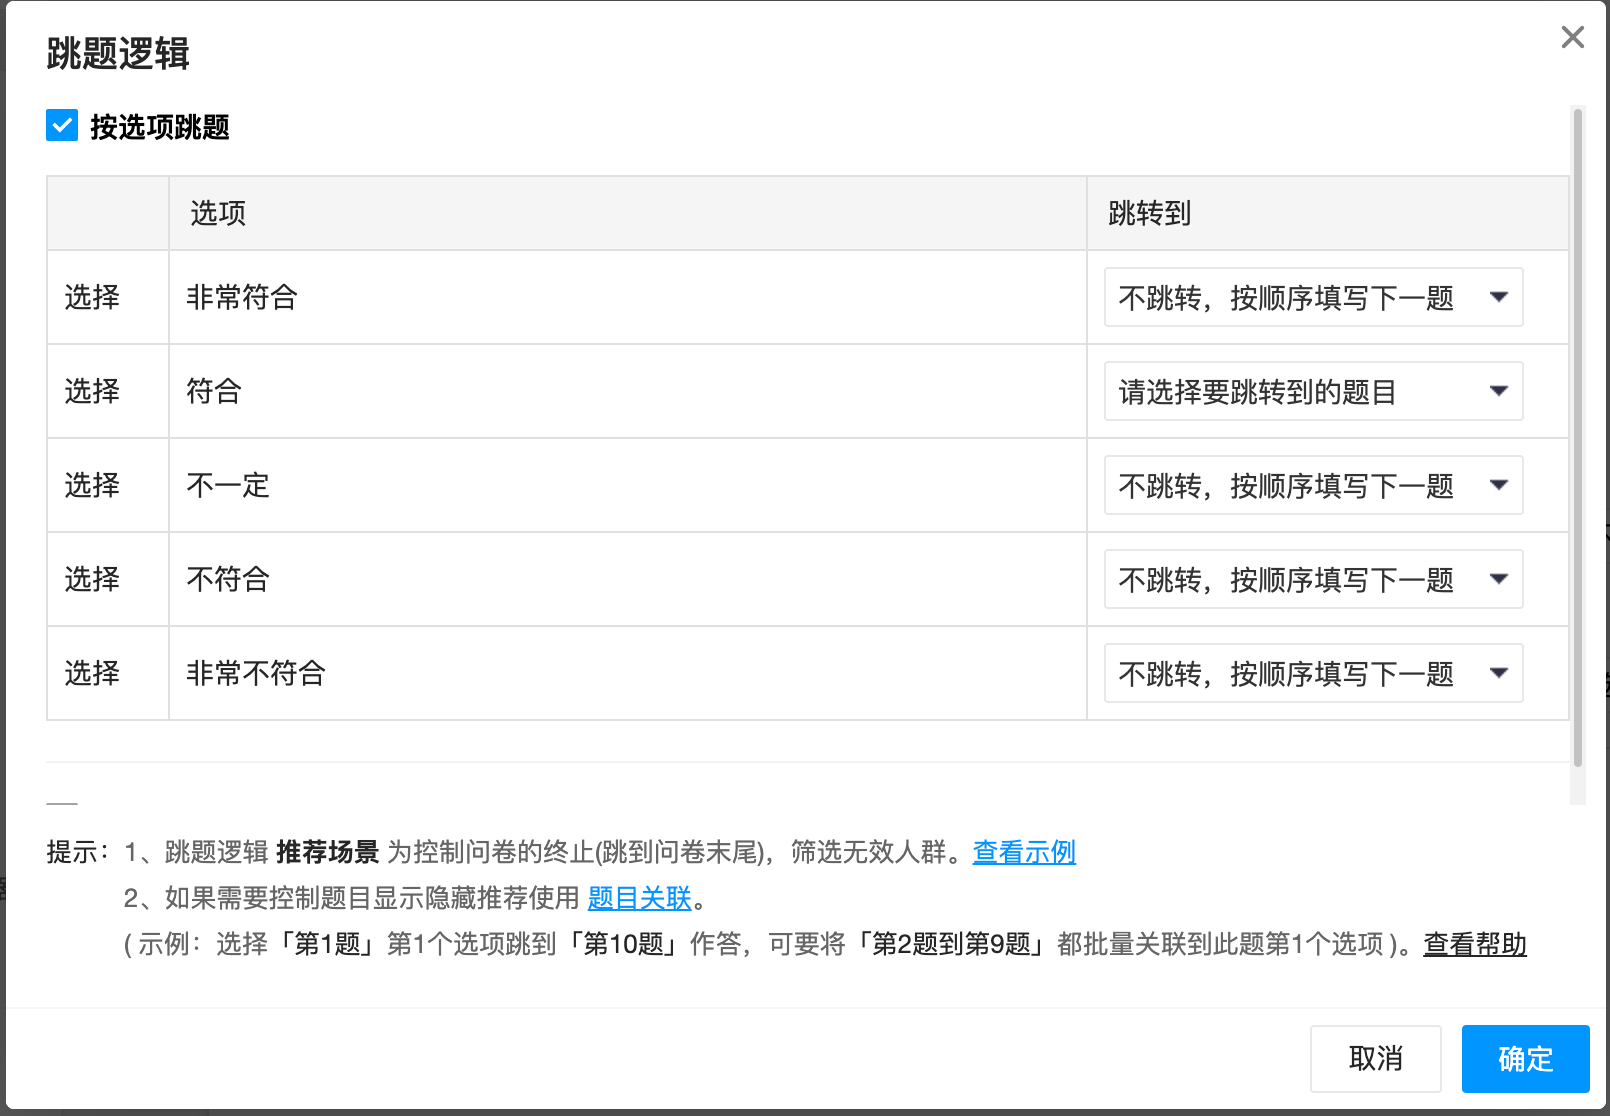 跳题逻辑
按选项跳题
选项 跳转到
选择 非常符合 不跳转，按顺序填写下一题
选择 符合 请选择要跳转到的题目
选择 不一定 不跳转，按顺序填写下一题
选择 不符合 不跳转，按顺序填写下一题
选择 非常不符合 不跳转，按顺序填写下一题
提示：1、跳题逻辑 推荐场景 为控制问卷的终止(跳到问卷末尾)，筛选无效人群。查看示例
2、如果需要控制题目显示隐藏推荐使用 题目关联。
( 示例：选择「第1题」第1个选项跳到「第10题」作答，可要将「第2题到第9题」都批量关联到此题第1个选项 )。查看帮助
取消 确定